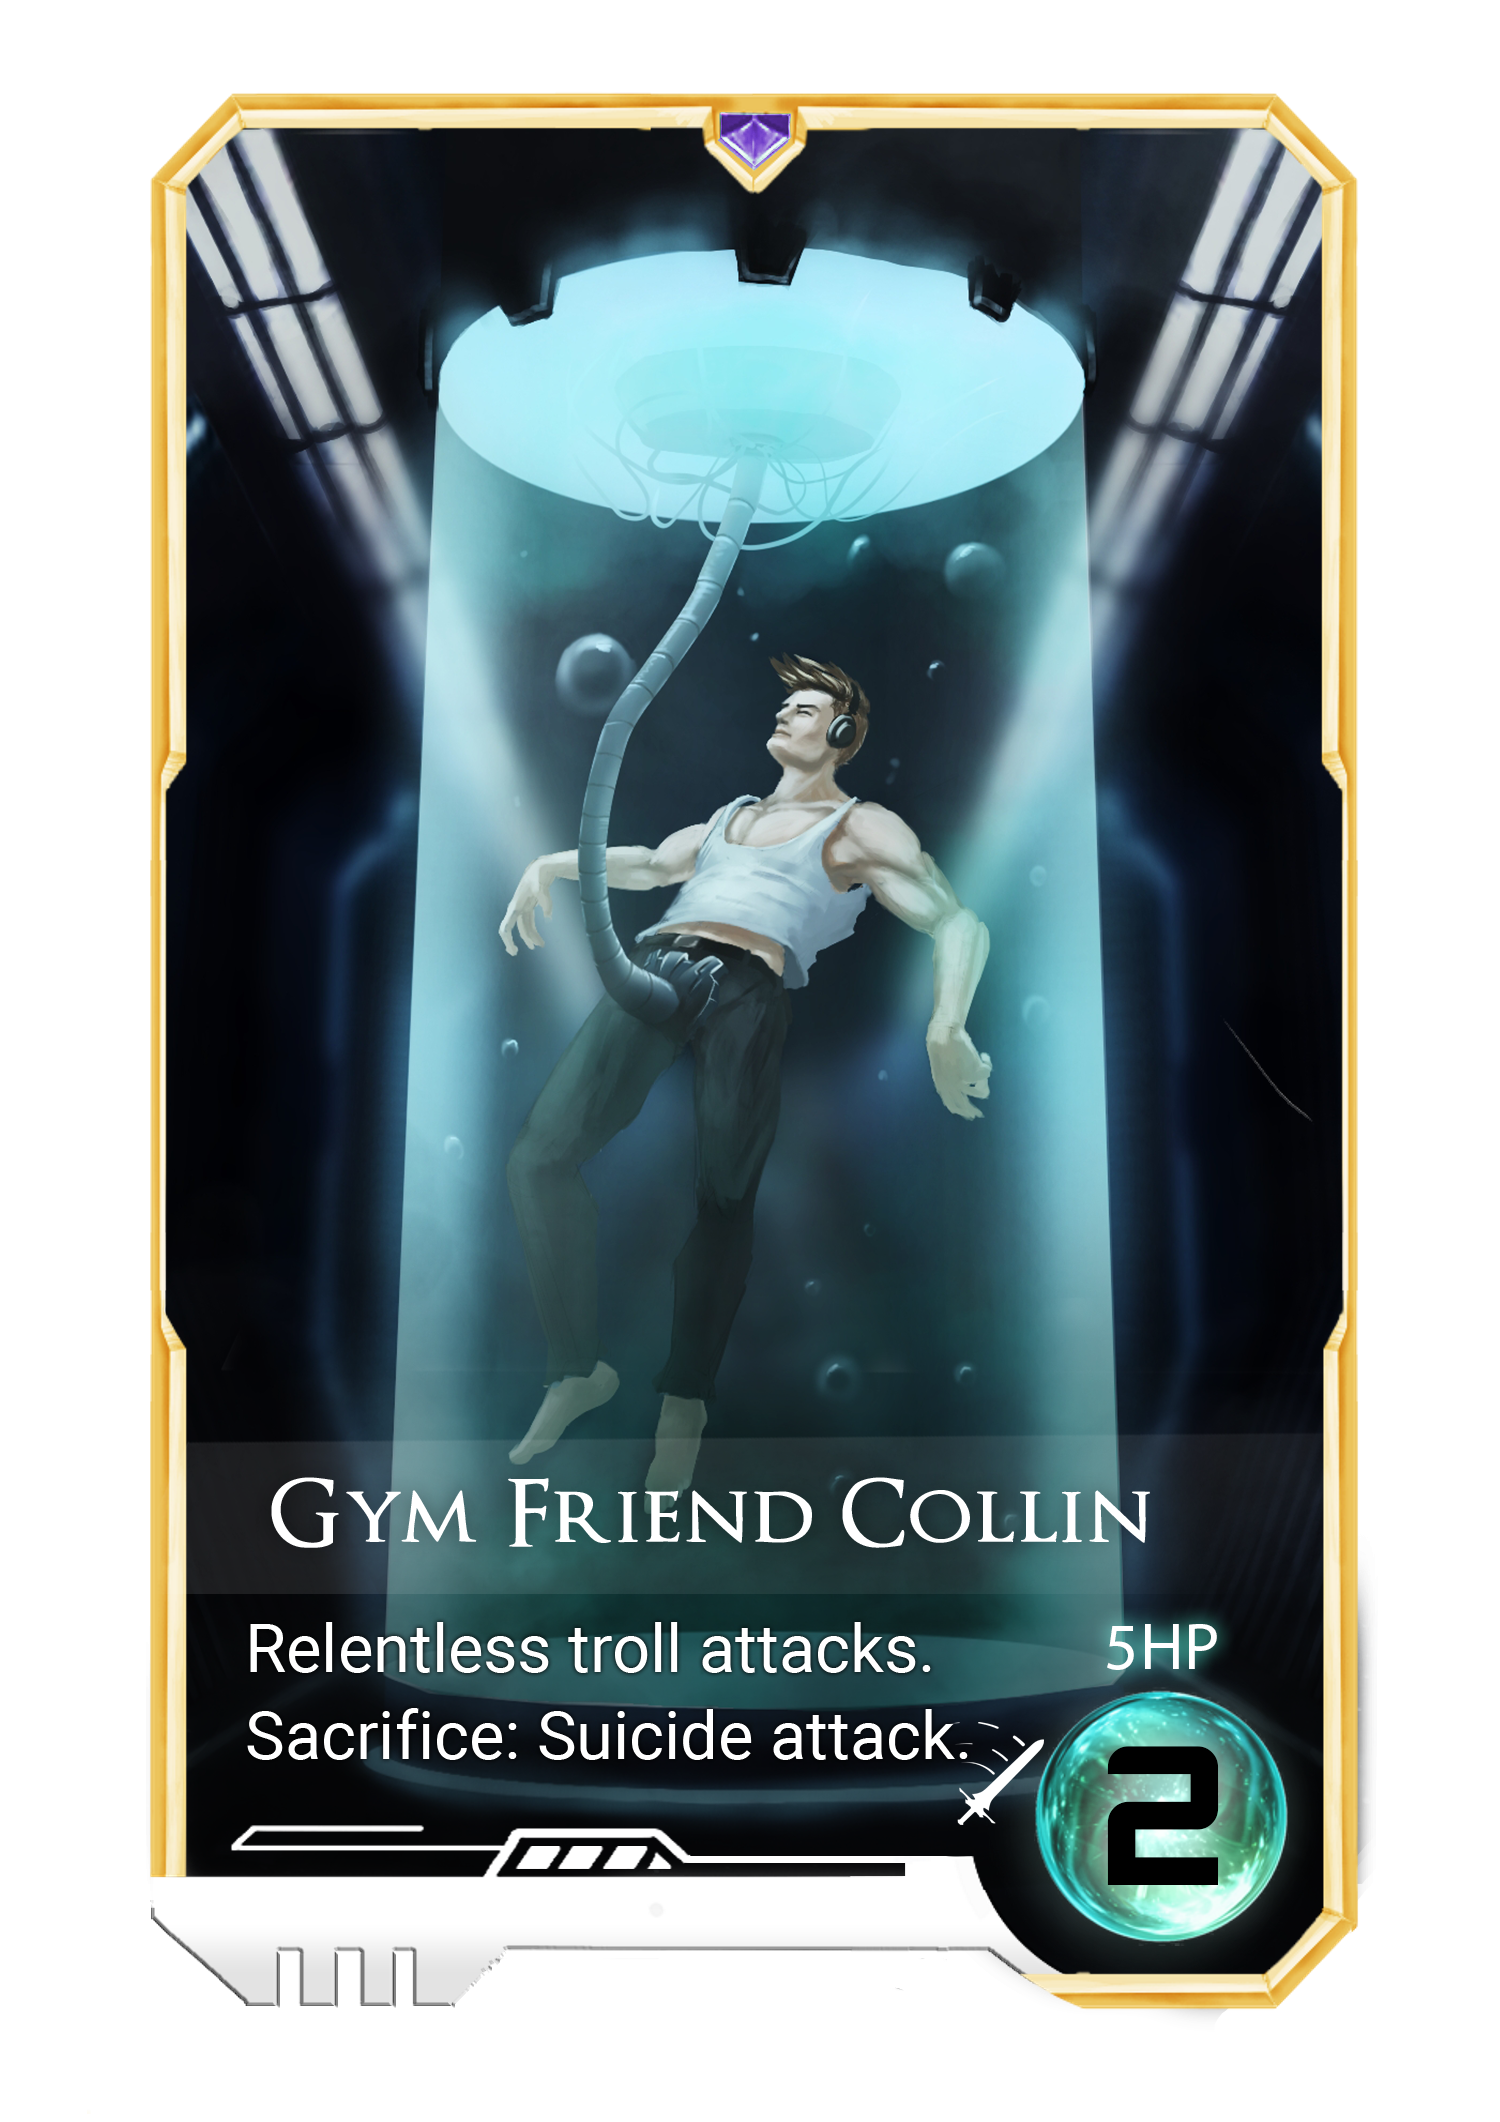 Gym Friend Collin
Relentless troll attacks.
5HP
Sacrifice: Suicide attack.
2